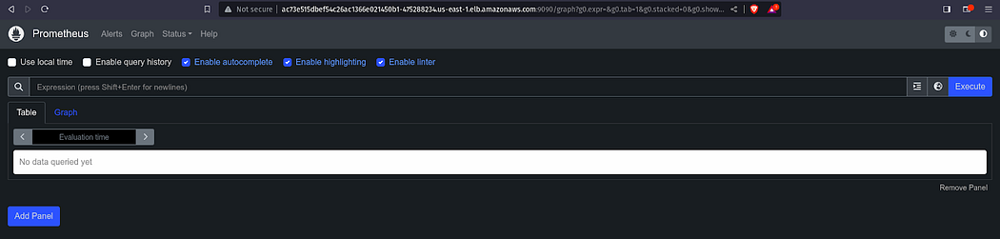 Not secure ac73e515dbef54c26ac1366e021450b1-475288234.us-east-1.elb.amazonaws.com:9090/graph?g0.expr=&g0.tab=1&g0.stacked=0&g0.show...
Prometheus Alerts Graph Status Help
Use local time Enable query history Enable autocomplete Enable highlighting Enable linter
Expression (press Shift+Enter for newlines) Execute
Table Graph
Evaluation time
No data queried yet
Remove Panel
Add Panel